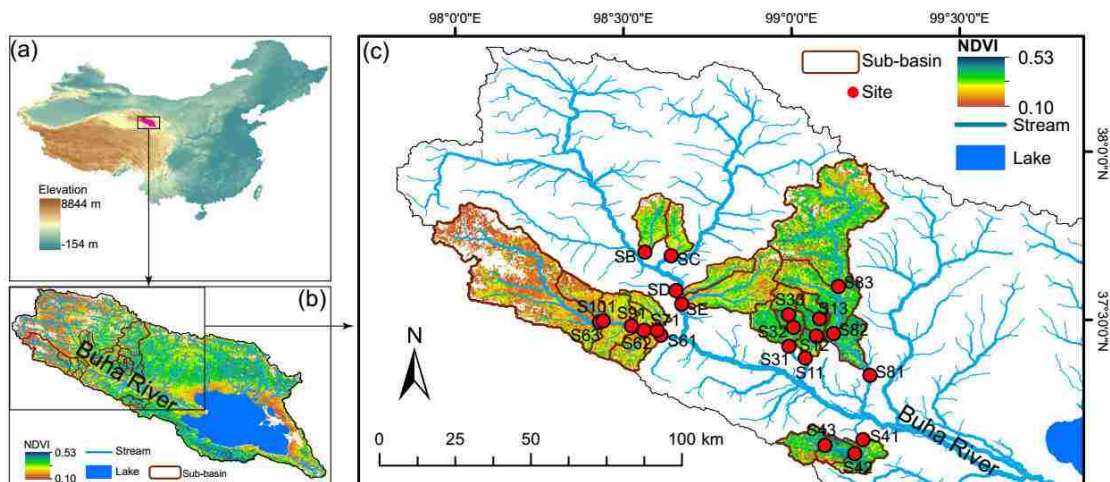 (a)
Elevation
8844 m
-154 m
(b)
Buha River
NDVI
0.53
0.10
Stream
Lake
Sub-basin
98°0'0"E
98°30'0"E
99°0'0"E
99°30'0"E
(c)
Sub-basin
Site
NDVI
0.53
0.10
Stream
Lake
38°0'0"N
37°30'0"N
SB
SC
SD
SE
S83
S101
S91
S71
S33
S13
S63
S62
S61
S32
S12
S82
S31
S11
S81
N
Buha River
S43
S41
S42
0
25
50
100 km